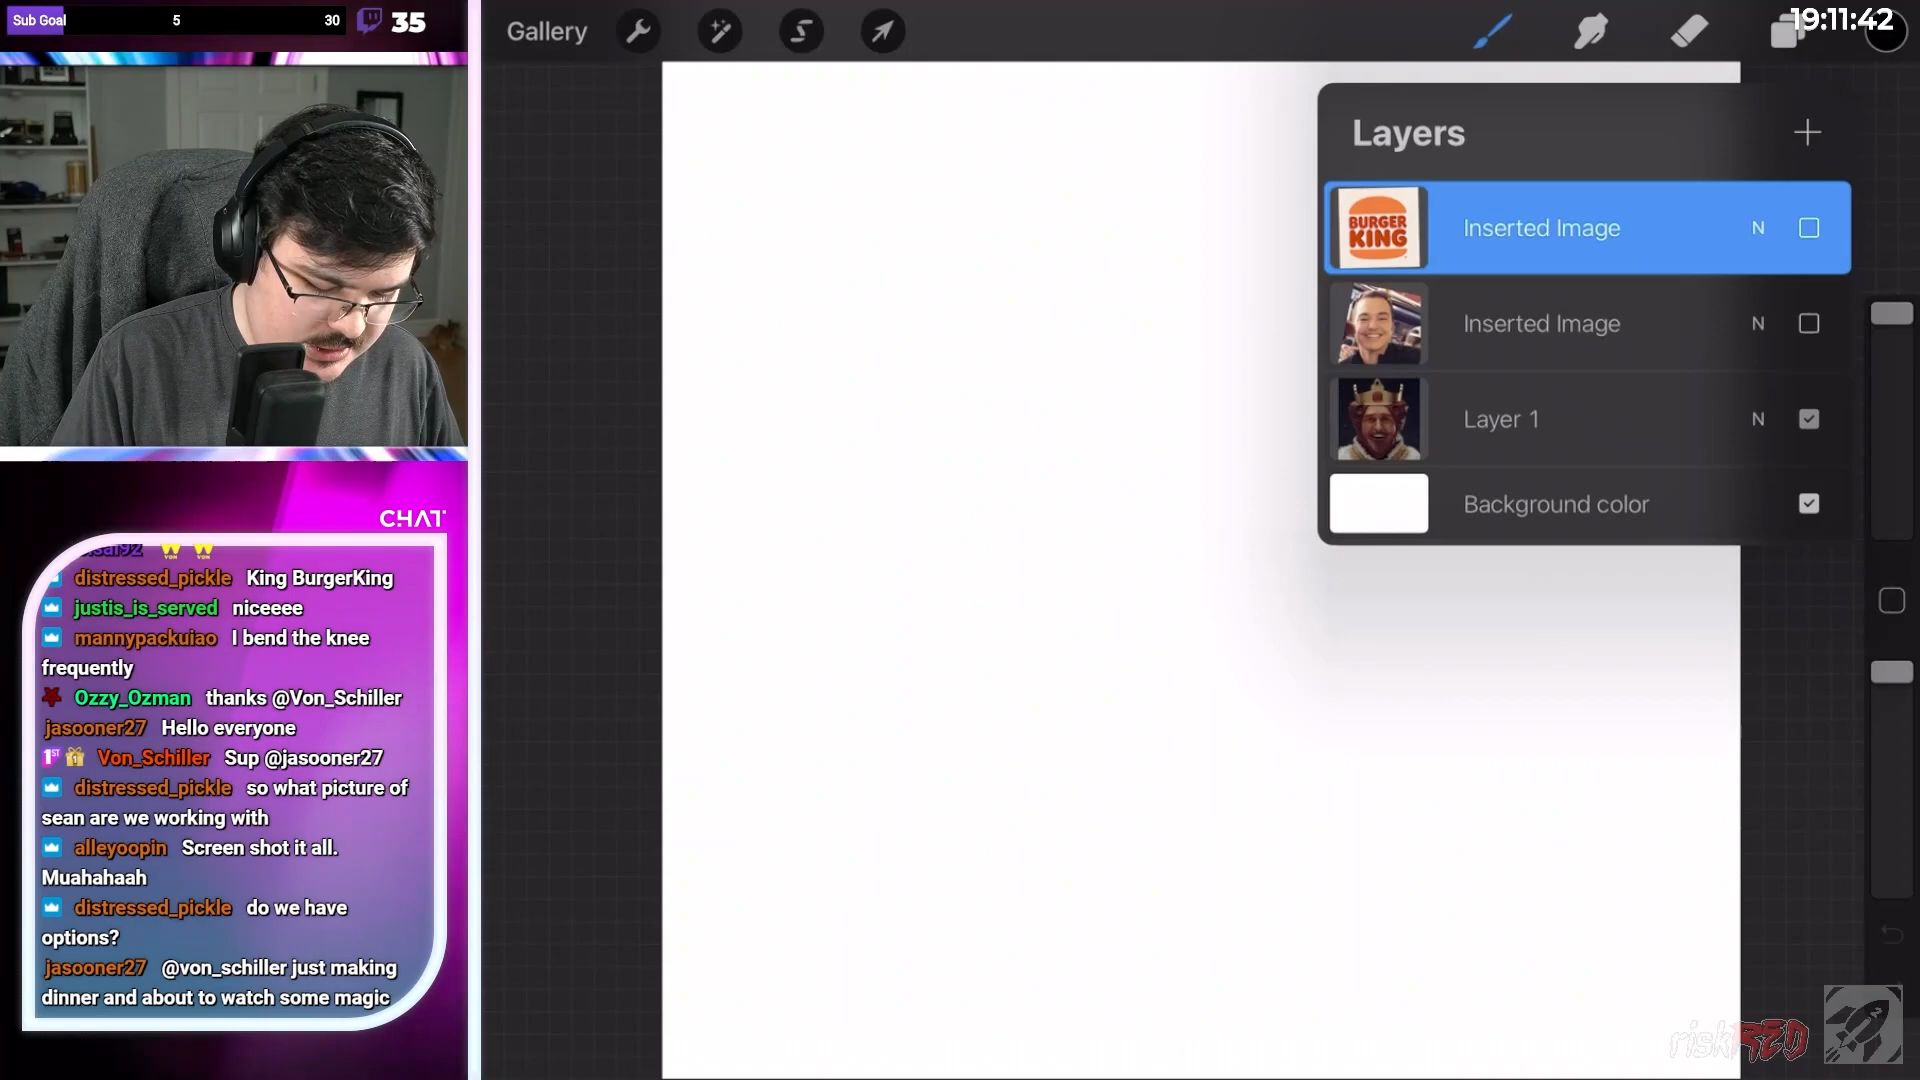 Sub Goal 5 30 35
Gallery
19:11:42
Layers
BURGER
KING
Inserted Image N
Inserted Image N
Layer 1 N
Background color
CHAT
distressed_pickle King BurgerKing
justis_is_served niceeee
mannypackuiao I bend the knee
frequently
Ozzy_Ozman thanks @Von_Schiller
jasooner27 Hello everyone
1ST Von_Schiller Sup @jasooner27
distressed_pickle so what picture of
sean are we working with
alleyoopin Screen shot it all.
Muahahaah
distressed_pickle do we have
options?
jasooner27 @von_schiller just making
dinner and about to watch some magic
riskRED